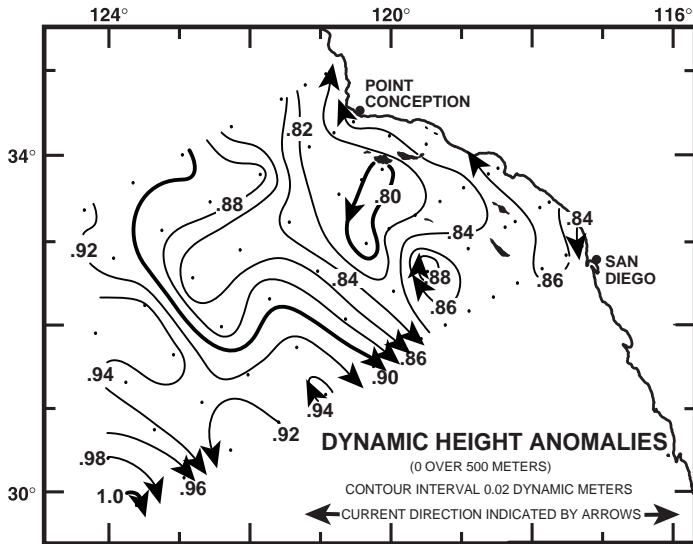 124° 120° 116°
POINT
CONCEPTION
.82
34°
.80
.88
.84
.84
.92
SAN
DIEGO
.88
.84
.86
.86
.86
.94
.90
.94
.92
DYNAMIC HEIGHT ANOMALIES
.98
(0 OVER 500 METERS)
.96
CONTOUR INTERVAL 0.02 DYNAMIC METERS
30°
1.0
CURRENT DIRECTION INDICATED BY ARROWS